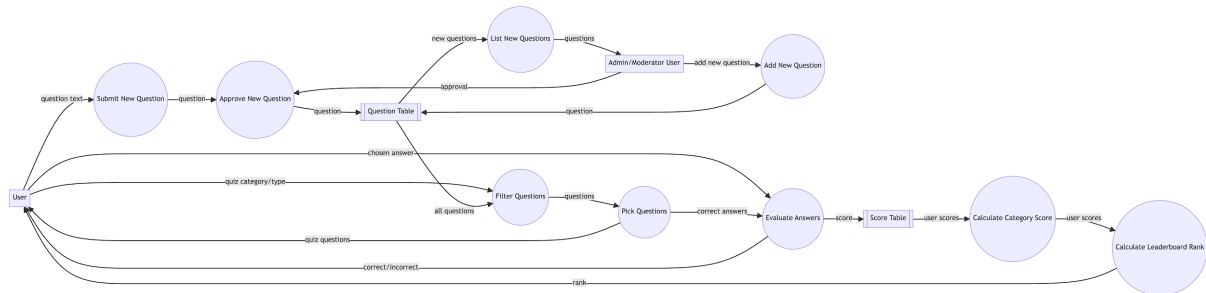 new questions
List New Questions
questions
Admin/Moderator User
add new question
Add New Question
question text
Submit New Question
question
Approve New Question
approval
question
Question Table
question
chosen answer
User
quiz category/type
all questions
Filter Questions
questions
Pick Questions
correct answers
Evaluate Answers
score
Score Table
user scores
Calculate Category Score
user scores
Calculate Leaderboard Rank
quiz questions
correct/incorrect
rank